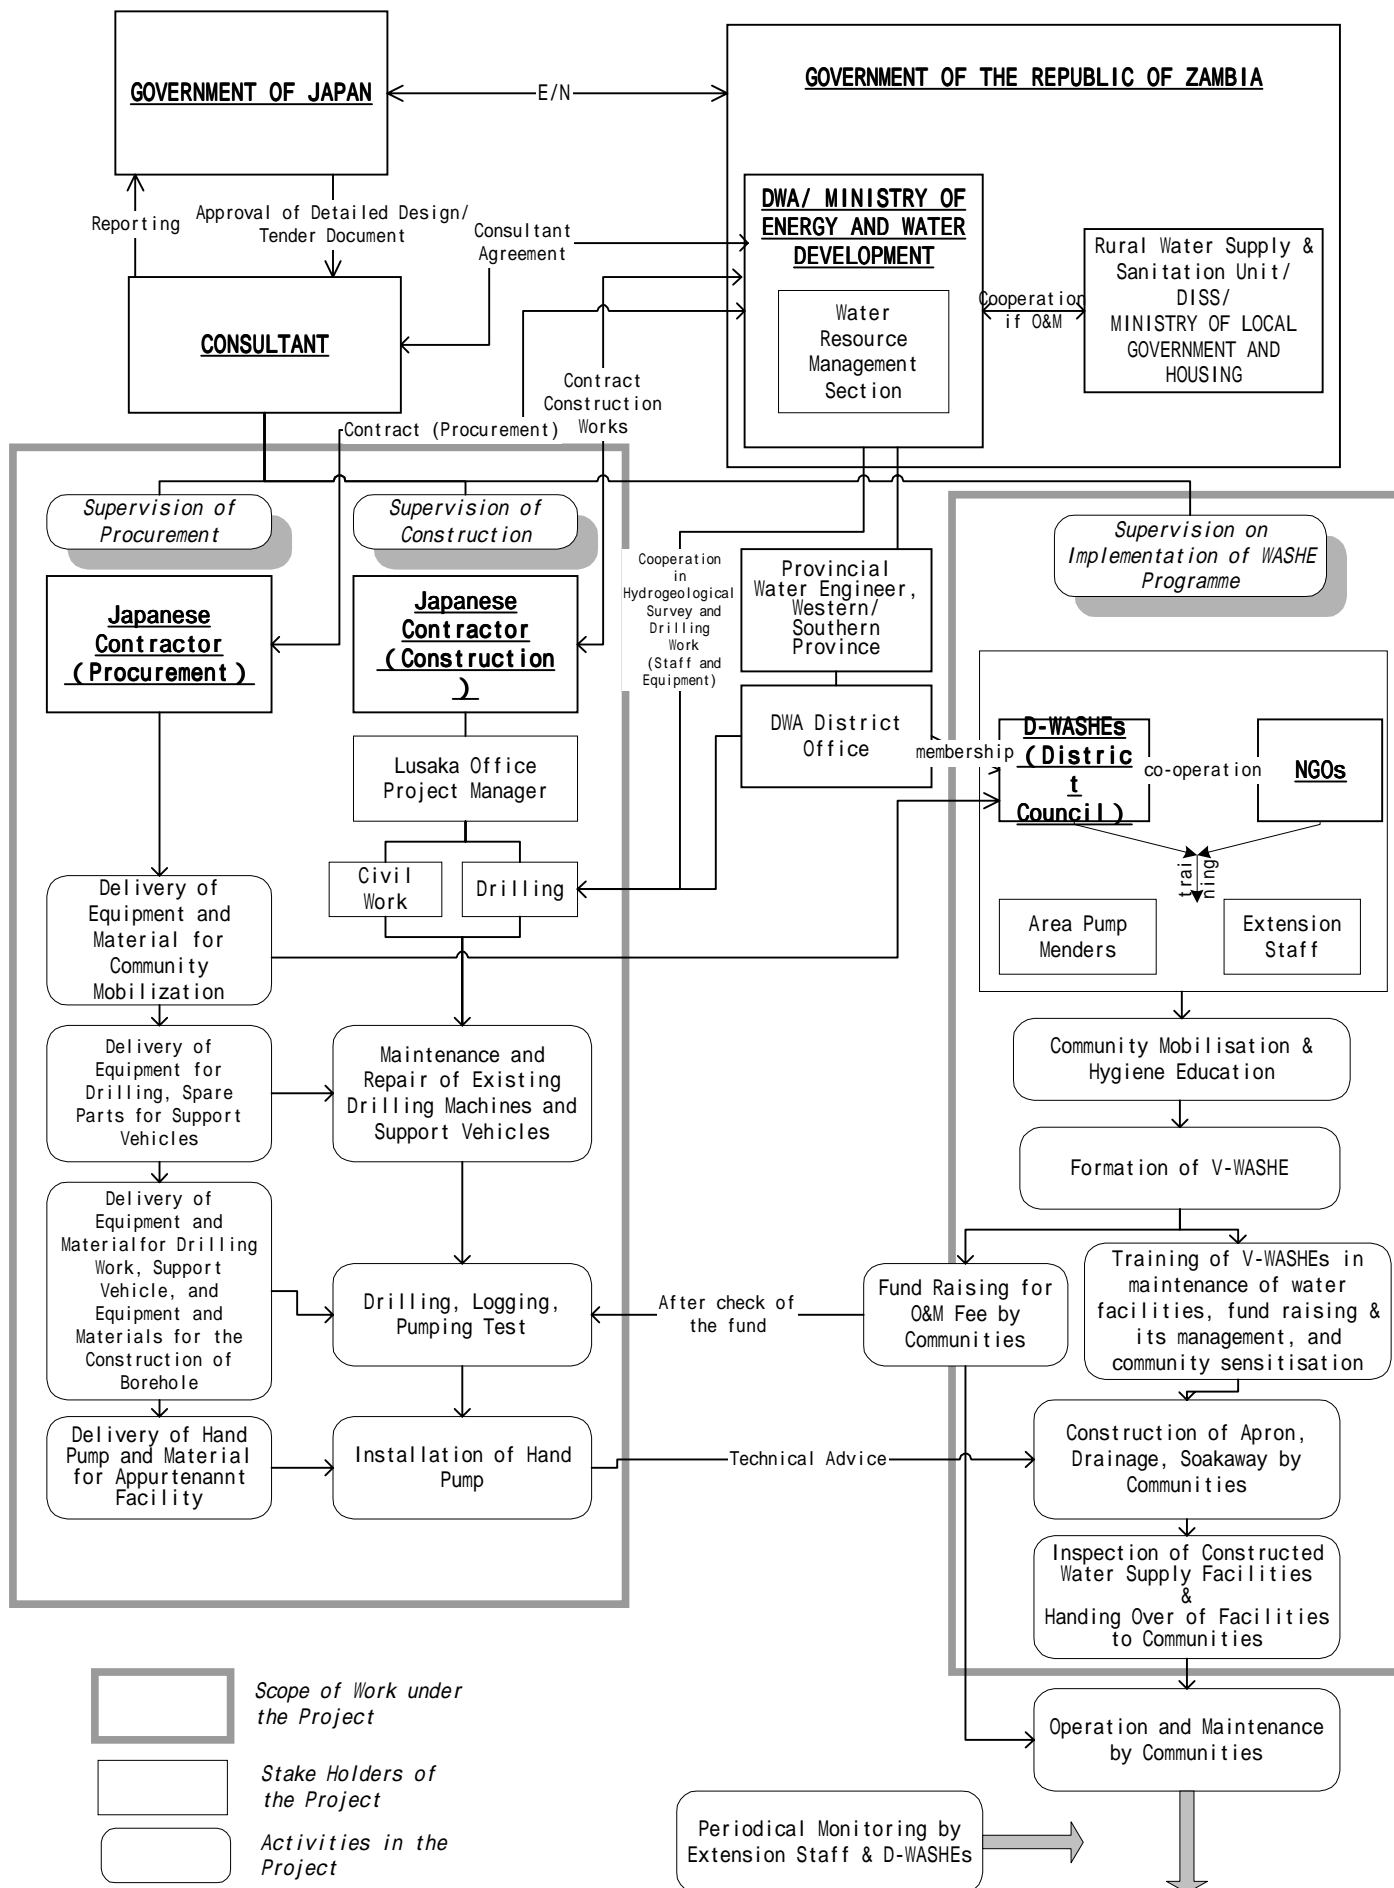 GOVERNMENT OF JAPAN
E/N
GOVERNMENT OF THE REPUBLIC OF ZAMBIA
Reporting
Approval of Detailed Design/
Tender Document
Consultant
Agreement
DWA/ MINISTRY OF
ENERGY AND WATER
DEVELOPMENT
Water
Resource
Management
Section
Cooperation
if O&M
Rural Water Supply &
Sanitation Unit/
DISS/
MINISTRY OF LOCAL
GOVERNMENT AND
HOUSING
CONSULTANT
Contract
Construction
Works
Contract (Procurement)
Supervision of
Procurement
Supervision of
Construction
Supervision on
Implementation of WASHE
Programme
Japanese
Contractor
(Procurement)
Japanese
Contractor
(Construction
)
Cooperation
in
Hydrogeological
Survey and
Drilling
Work
(Staff and
Equipment)
Provincial
Water Engineer,
Western/
Southern
Province
DWA District
Office
membership
D-WASHEs
(Distric
t
Council)
co-operation
NGOs
trai
ning
Area Pump
Menders
Extension
Staff
Lusaka Office
Project Manager
Civil
Work
Drilling
Delivery of
Equipment and
Material for
Community
Mobilization
Delivery of
Equipment for
Drilling, Spare
Parts for Support
Vehicles
Maintenance and
Repair of Existing
Drilling Machines and
Support Vehicles
Community Mobilisation &
Hygiene Education
Formation of V-WASHE
Delivery of
Equipment and
Materialfor Drilling
Work, Support
Vehicle, and
Equipment and
Materials for the
Construction of
Borehole
Drilling, Logging,
Pumping Test
After check of
the fund
Fund Raising for
O&M Fee by
Communities
Training of V-WASHEs in
maintenance of water
facilities, fund raising &
its management, and
community sensitisation
Delivery of Hand
Pump and Material
for Appurtenannt
Facility
Installation of Hand
Pump
Technical Advice
Construction of Apron,
Drainage, Soakaway by
Communities
Inspection of Constructed
Water Supply Facilities
&
Handing Over of Facilities
to Communities
Operation and Maintenance
by Communities
Periodical Monitoring by
Extension Staff & D-WASHEs
Scope of Work under
the Project
Stake Holders of
the Project
Activities in the
Project